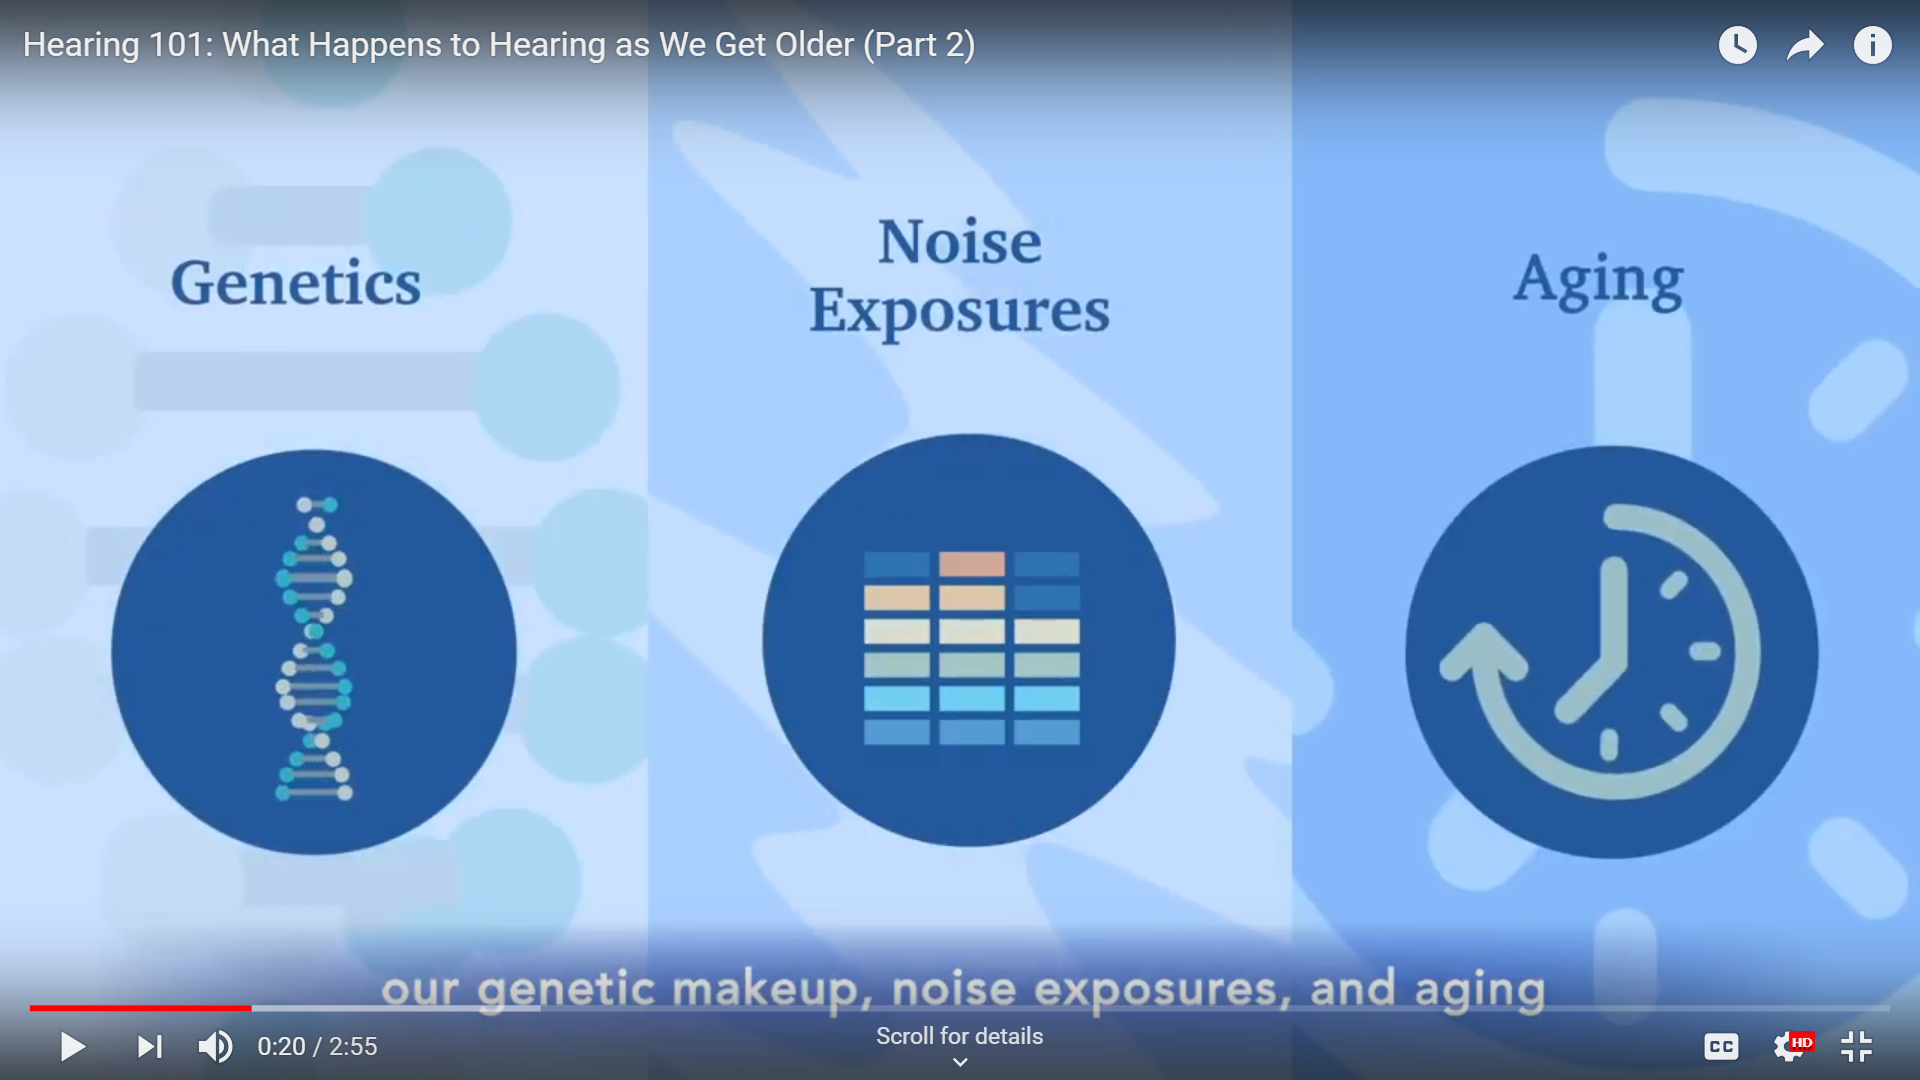 Hearing 101: What Happens to Hearing as We Get Older (Part 2)
Genetics
Noise
Exposures
Aging
our genetic makeup, noise exposures, and aging
0:20 / 2:55
Scroll for details
CC
HD